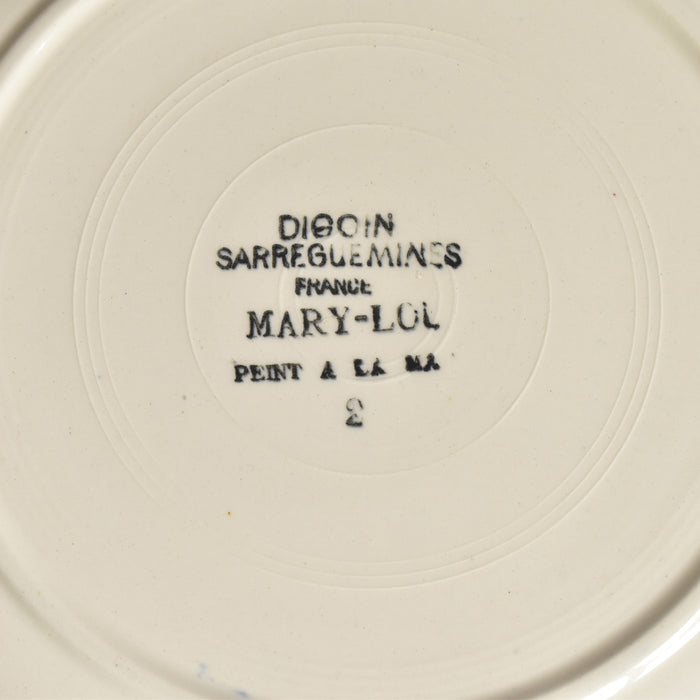 DIGOIN
SARREGUEMINES
FRANCE
MARY-LOU
PEINT A LA MA
2